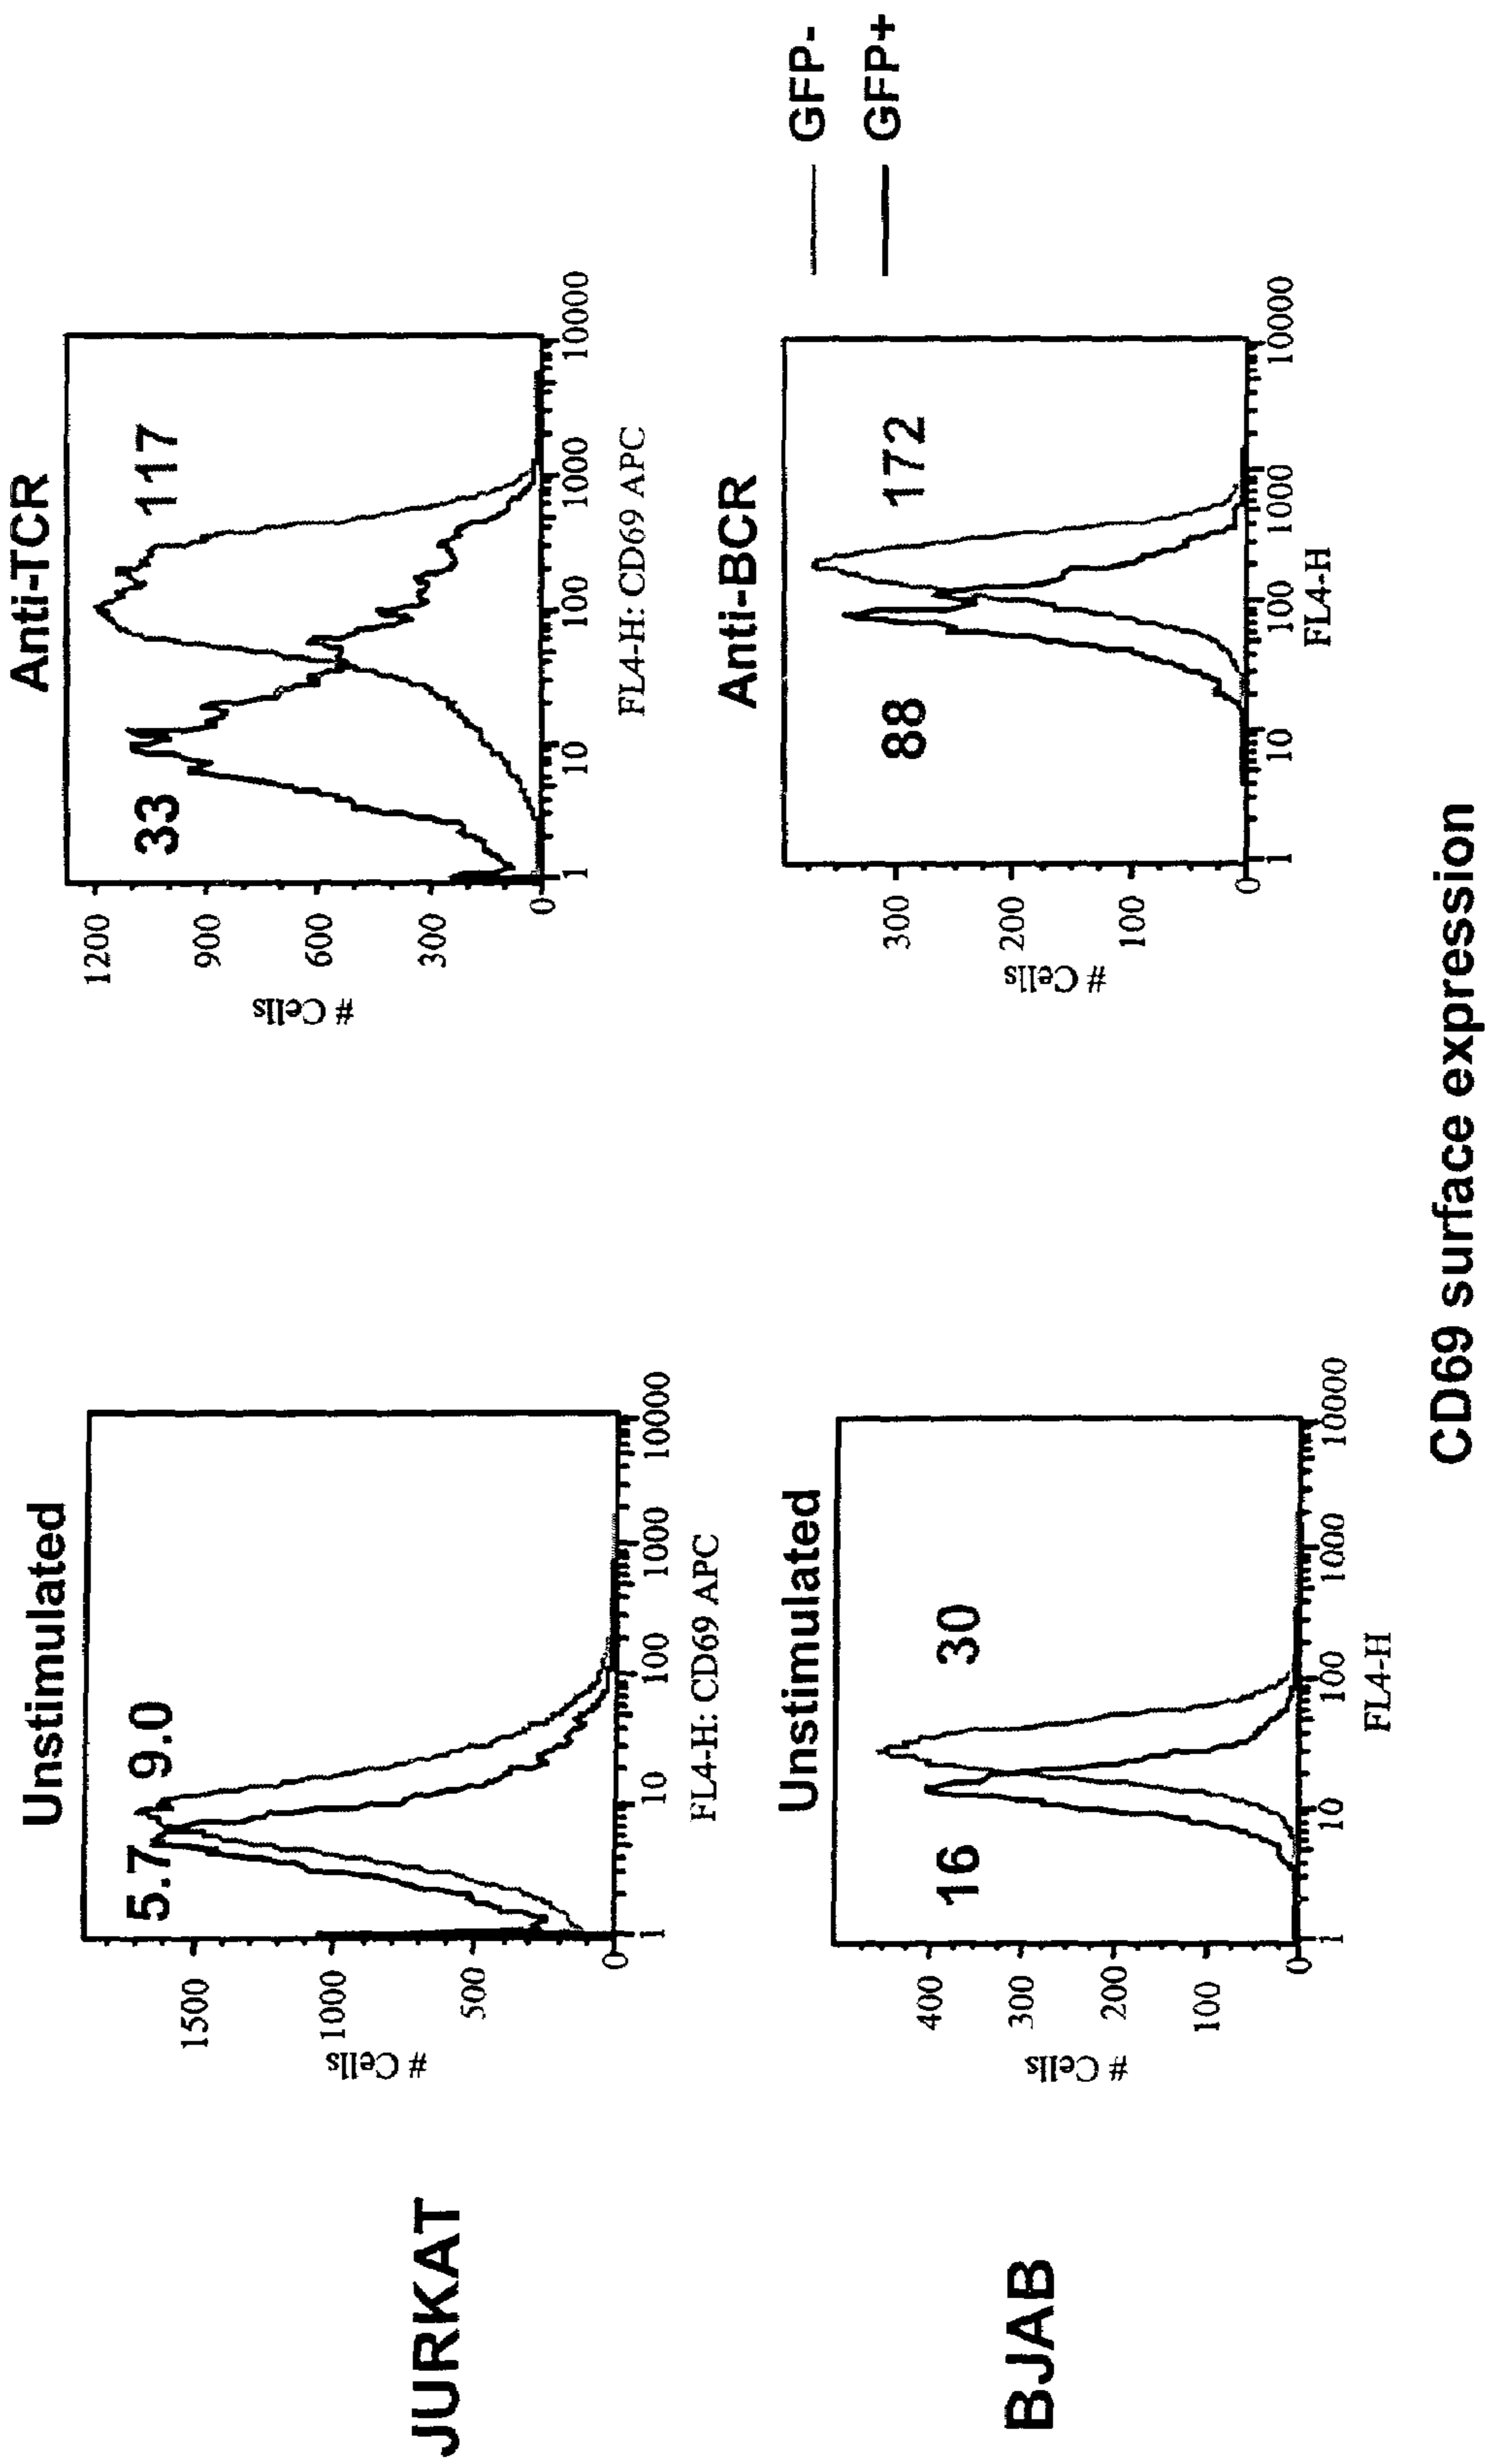 JURKAT
Unstimulated
5.7 9.0
# Cells
1500
1000
500
0
1 10 100 1000 10000
FL4-H: CD69 APC
Anti-TCR
33 117
# Cells
1200
900
600
300
0
1 10 100 1000 10000
FL4-H: CD69 APC
BJAB
Unstimulated
16 30
# Cells
400
300
200
100
0
1 10 100 1000 10000
FL4-H
Anti-BCR
88 172
# Cells
300
200
100
0
1 10 100 1000 10000
FL4-H
GFP-
GFP+
CD69 surface expression